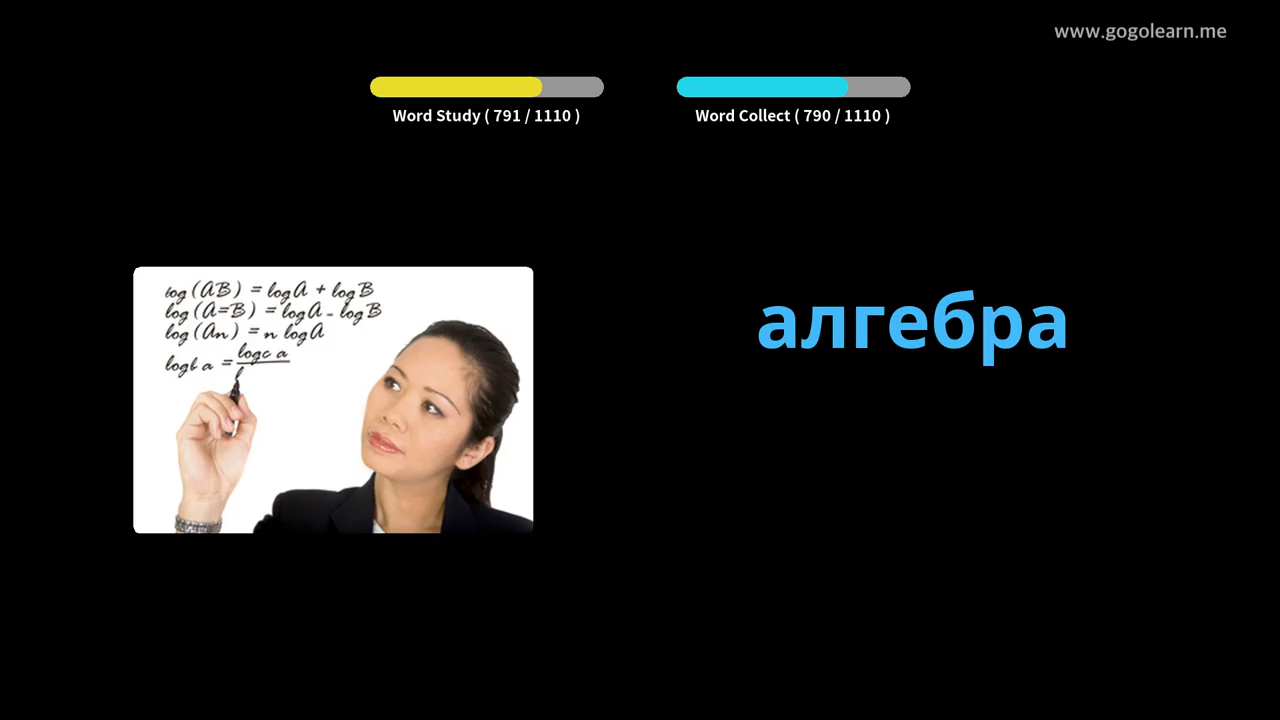 www.gogolearn.me
Word Study ( 791 / 1110 )
Word Collect ( 790 / 1110 )
log (AB) = log A + log B
log (A=B) = log A - log B
log (An) = n log A
logb a = logc a
алгебра